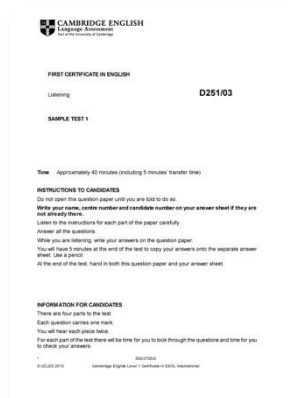 CAMBRIDGE ENGLISH
Language Assessment
Part of the University of Cambridge
FIRST CERTIFICATE IN ENGLISH
Listening
D251/03
SAMPLE TEST 1
Time Approximately 40 minutes (including 5 minutes' transfer time)
INSTRUCTIONS TO CANDIDATES
Do not open this question paper until you are told to do so.
Write your name, centre number and candidate number on your answer sheet if they are
not already there.
Listen to the instructions for each part of the paper carefully.
Answer all the questions
While you are listening, write your answers on the question paper.
You will have 5 minutes at the end of the test to copy your answers onto the separate answer
sheet. Use a pencil.
At the end of the test, hand in both this question paper and your answer sheet.
INFORMATION FOR CANDIDATES
There are four parts to the test.
Each question carries one mark.
You will hear each piece twice.
For each part of the test there will be time for you to look through the questions and time for you
to check your answers.
© UCLES 2015 Cambridge English Level 1 Certificate in ESOL International